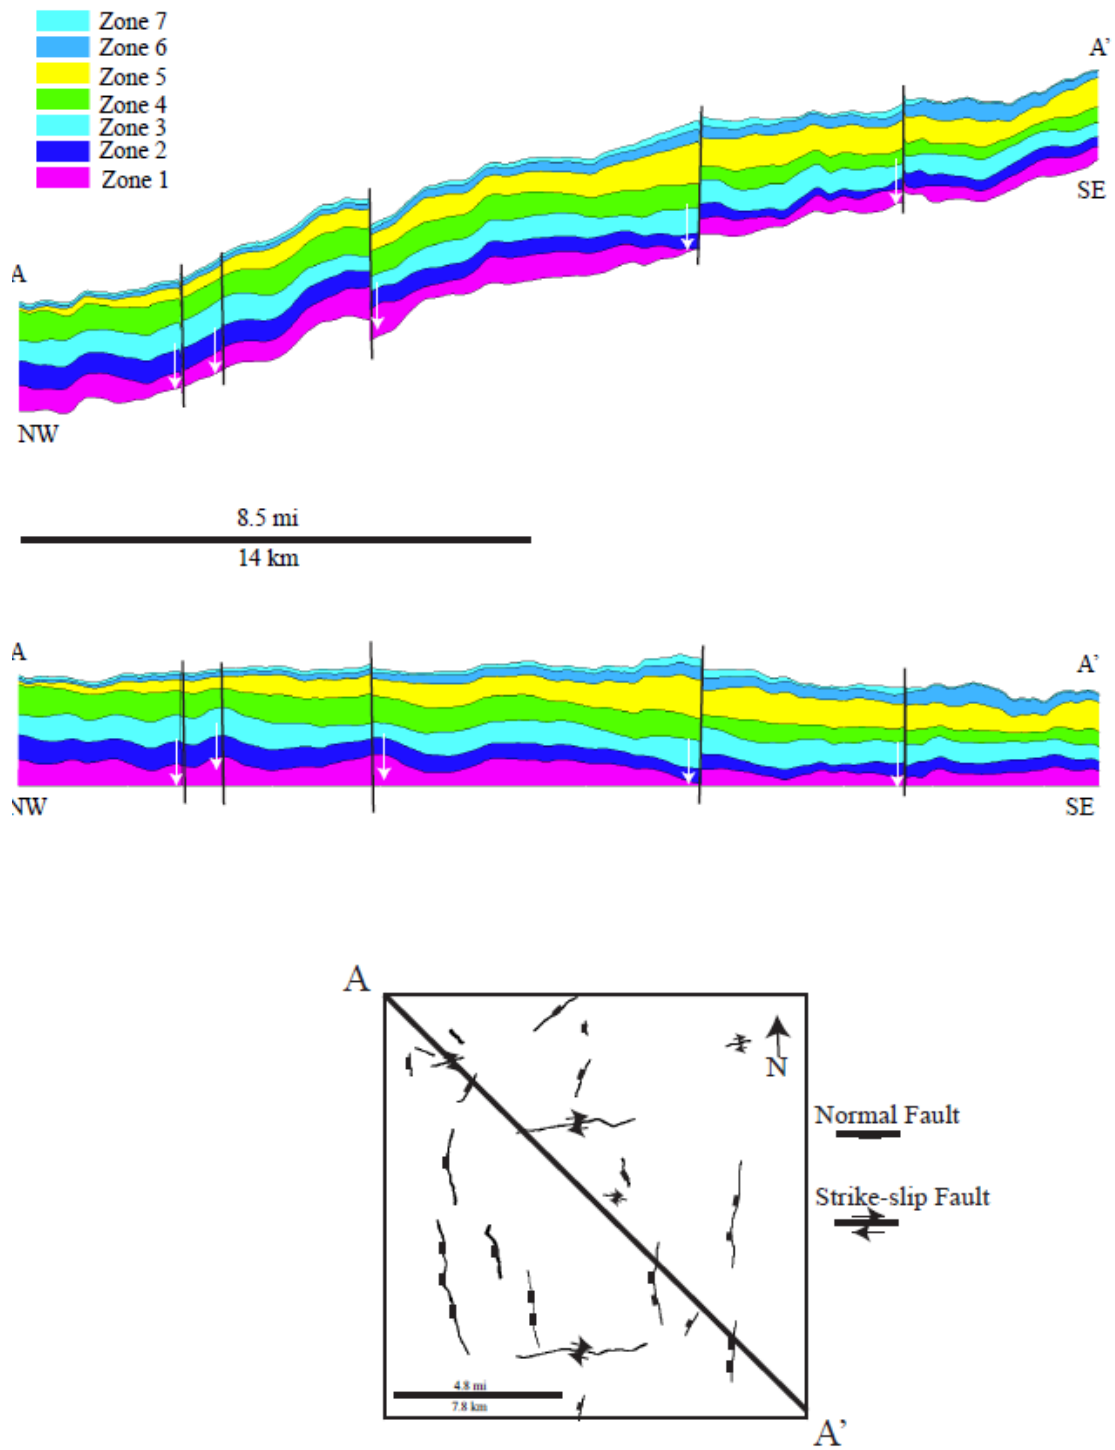 Zone 7
Zone 6
Zone 5
Zone 4
Zone 3
Zone 2
Zone 1
A'
SE
A
NW
8.5 mi
14 km
A
A'
NW
SE
A
N
Normal Fault
Strike-slip Fault
4.8 mi
7.8 km
A'